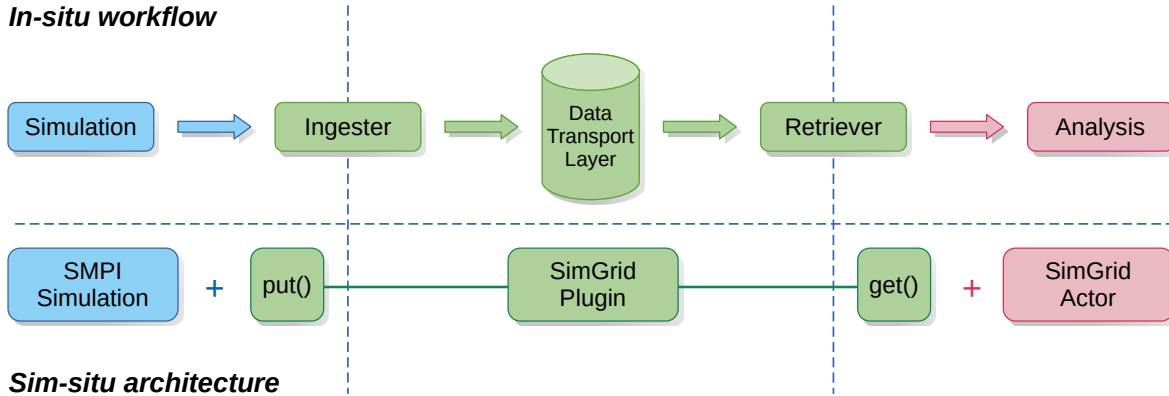 In-situ workflow
Simulation
Ingester
Data
Transport
Layer
Retriever
Analysis
SMPI
Simulation
+
put()
SimGrid
Plugin
get()
+
SimGrid
Actor
Sim-situ architecture